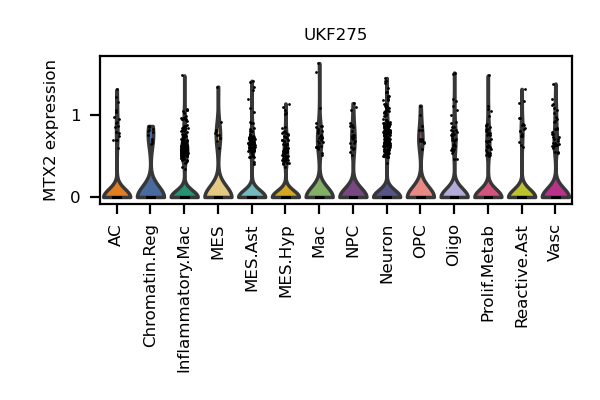 UKF275
MTX2 expression
1
0
AC
Chromatin.Reg
Inflammatory.Mac
MES
MES.Ast
MES.Hyp
Mac
NPC
Neuron
OPC
Oligo
Prolif.Metab
Reactive.Ast
Vasc